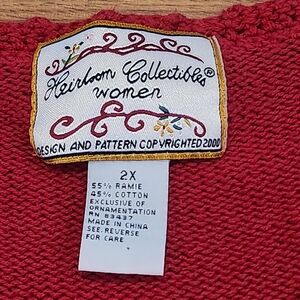 Heirloom Collectibles®
women
DESIGN AND PATTERN COPYRIGHTED 2000
2X
55% RAMIE
45% COTTON
EXCLUSIVE OF
ORNAMENTATION
RN 83437
MADE IN CHINA
SEE REVERSE
FOR CARE